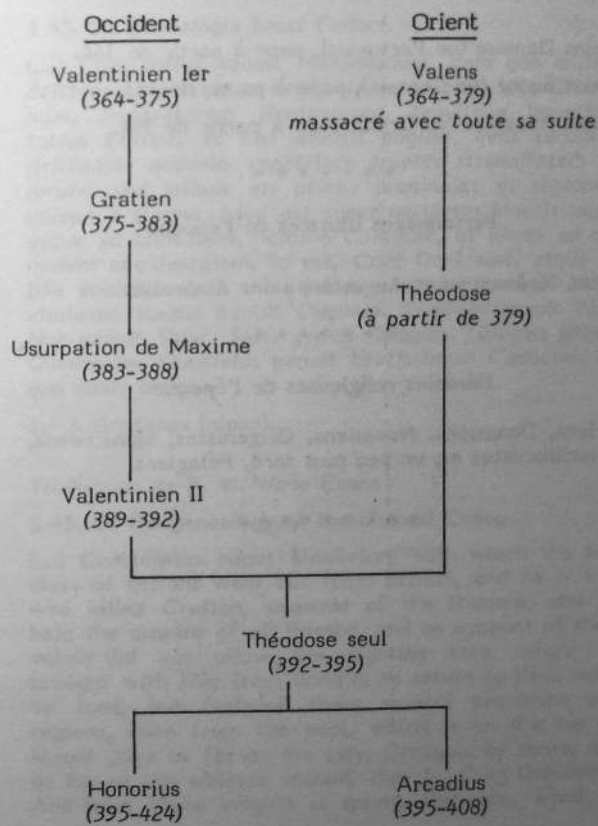 Occident
Orient
Valentinien Ier
(364-375)
Valens
(364-379)
massacré avec toute sa suite
Gratien
(375-383)
Théodose
(à partir de 379)
Usurpation de Maxime
(383-388)
Valentinien II
(389-392)
Théodose seul
(392-395)
Honorius
(395-424)
Arcadius
(395-408)